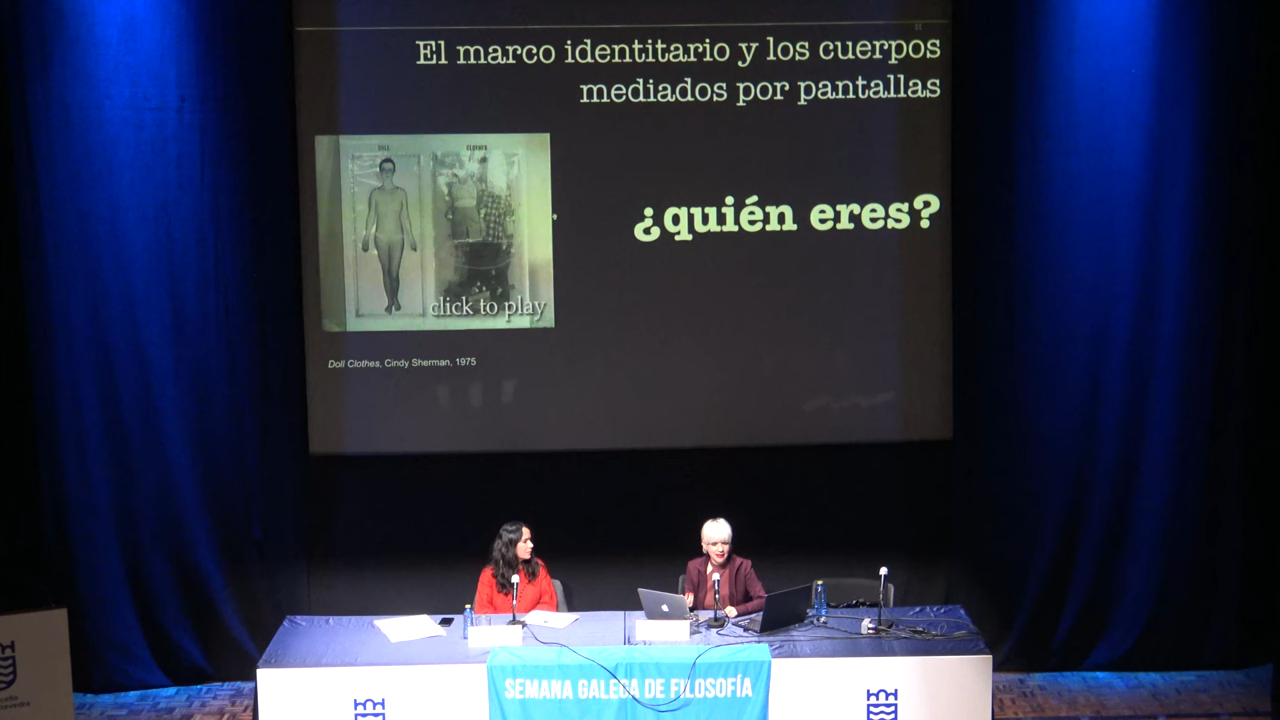 El marco identitario y los cuerpos
mediados por pantallas
DOLL
CLOTHES
¿quién eres?
click to play
Doll Clothes, Cindy Sherman, 1975
SEMANA GALEGA DE FILOSOFÍA